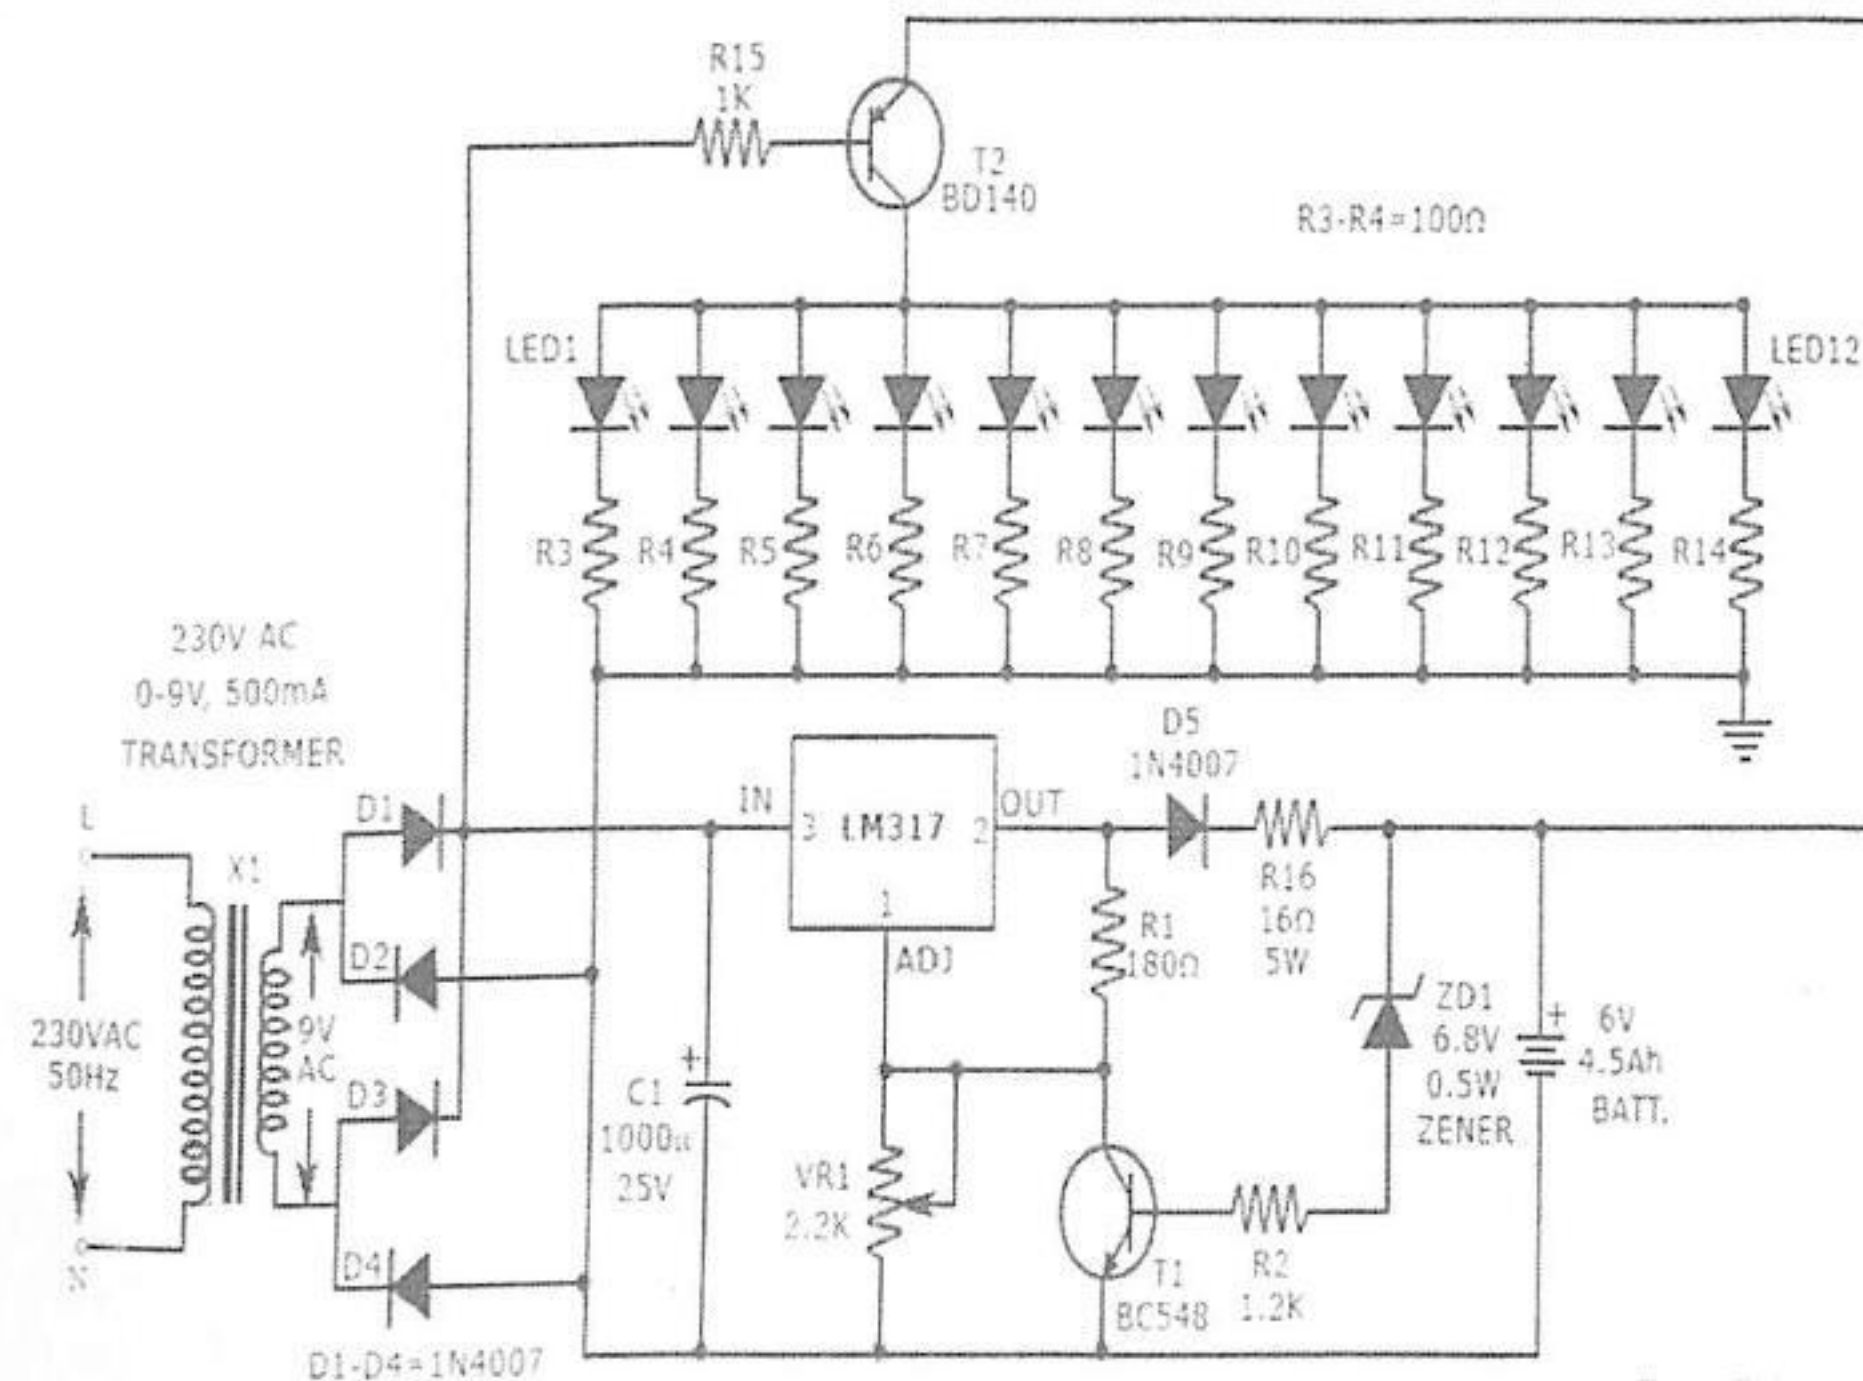 R15
1K
T2
BD140
R3-R4=100Ω
LED1
LED12
R3
R4
R5
R6
R7
R8
R9
R10
R11
R12
R13
R14
230V AC
0-9V, 500mA
TRANSFORMER
L
X1
D1
D2
D3
D4
230VAC
50Hz
9V
AC
N
D1-D4=1N4007
IN
3
LM317
2
OUT
1
ADJ
D5
1N4007
R16
16Ω
5W
R1
180Ω
+
C1
25V
VR1
2.2K
T1
BC548
R2
1.2K
ZD1
6.8V
0.5W
ZENER
+
6V
4.5Ah
BATT.